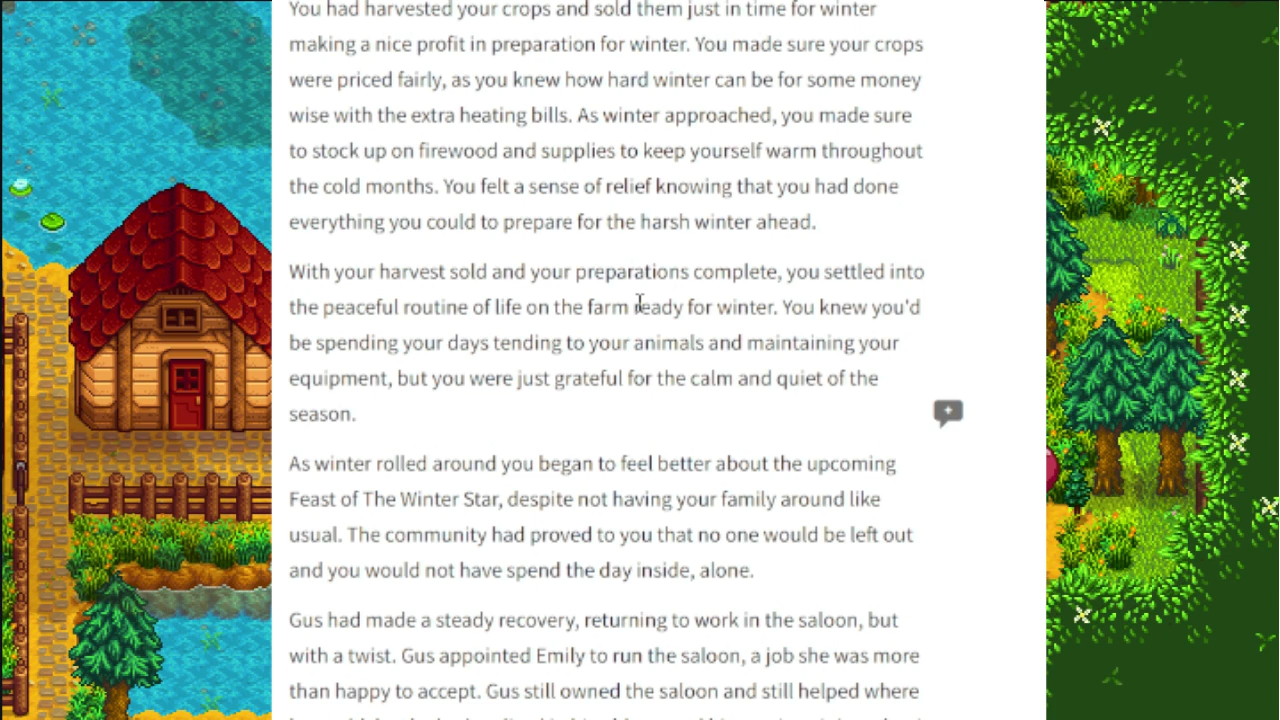 You had harvested your crops and sold them just in time for winter
making a nice profit in preparation for winter. You made sure your crops
were priced fairly, as you knew how hard winter can be for some money
wise with the extra heating bills. As winter approached, you made sure
to stock up on firewood and supplies to keep yourself warm throughout
the cold months. You felt a sense of relief knowing that you had done
everything you could to prepare for the harsh winter ahead.
With your harvest sold and your preparations complete, you settled into
the peaceful routine of life on the farm ready for winter. You knew you'd
be spending your days tending to your animals and maintaining your
equipment, but you were just grateful for the calm and quiet of the
season.
As winter rolled around you began to feel better about the upcoming
Feast of The Winter Star, despite not having your family around like
usual. The community had proved to you that no one would be left out
and you would not have spend the day inside, alone.
Gus had made a steady recovery, returning to work in the saloon, but
with a twist. Gus appointed Emily to run the saloon, a job she was more
than happy to accept. Gus still owned the saloon and still helped where